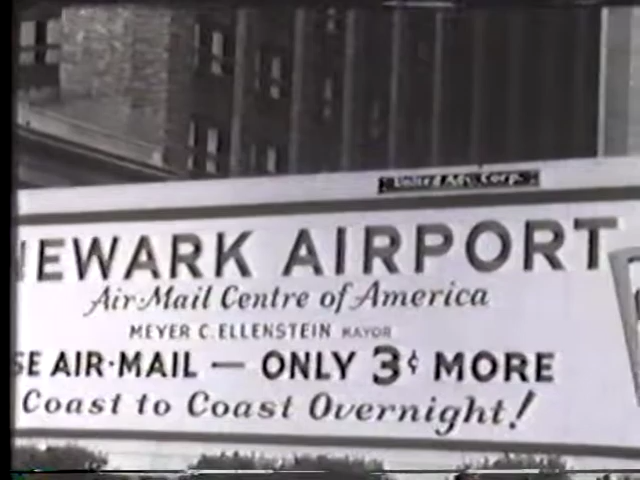 United Adv. Corp.
NEWARK AIRPORT
Air-Mail Centre of America
MEYER C. ELLENSTEIN MAYOR
SE AIR-MAIL — ONLY 3¢ MORE
Coast to Coast Overnight!